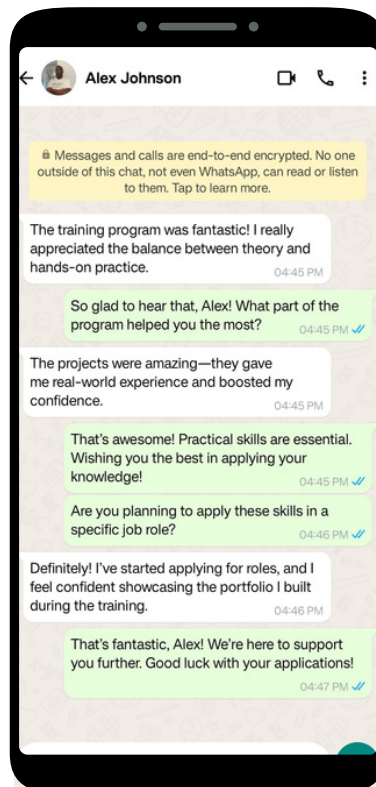 Alex Johnson
Messages and calls are end-to-end encrypted. No one
outside of this chat, not even WhatsApp, can read or listen
to them. Tap to learn more.
The training program was fantastic! I really
appreciated the balance between theory and
hands-on practice.
04:45 PM
So glad to hear that, Alex! What part of the
program helped you the most?
04:45 PM
The projects were amazing—they gave
me real-world experience and boosted my
confidence.
04:45 PM
That's awesome! Practical skills are essential.
Wishing you the best in applying your
knowledge!
04:45 PM
Are you planning to apply these skills in a
specific job role?
04:46 PM
Definitely! I've started applying for roles, and I
feel confident showcasing the portfolio I built
during the training.
04:46 PM
That's fantastic, Alex! We're here to support
you further. Good luck with your applications!
04:47 PM